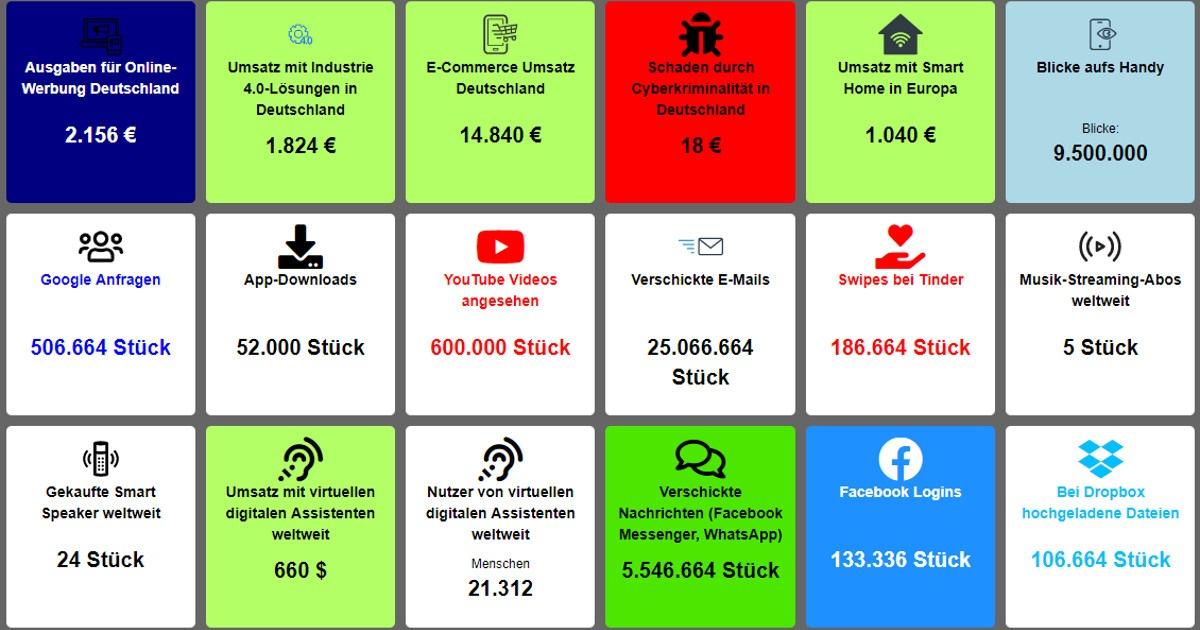 Ausgaben für Online-
Werbung Deutschland
2.156 €
4.0
Umsatz mit Industrie
4.0-Lösungen in
Deutschland
1.824 €
E-Commerce Umsatz
Deutschland
14.840 €
Schaden durch
Cyberkriminalität in
Deutschland
18 €
Umsatz mit Smart
Home in Europa
1.040 €
Blicke aufs Handy
Blicke:
9.500.000
Google Anfragen
506.664 Stück
App-Downloads
52.000 Stück
YouTube Videos
angesehen
600.000 Stück
Verschickte E-Mails
25.066.664
Stück
Swipes bei Tinder
186.664 Stück
Musik-Streaming-Abos
weltweit
5 Stück
Gekaufte Smart
Speaker weltweit
24 Stück
Umsatz mit virtuellen
digitalen Assistenten
weltweit
660 $
Nutzer von virtuellen
digitalen Assistenten
weltweit
Menschen
21.312
Verschickte
Nachrichten (Facebook
Messenger, WhatsApp)
5.546.664 Stück
Facebook Logins
133.336 Stück
Bei Dropbox
hochgeladene Dateien
106.664 Stück